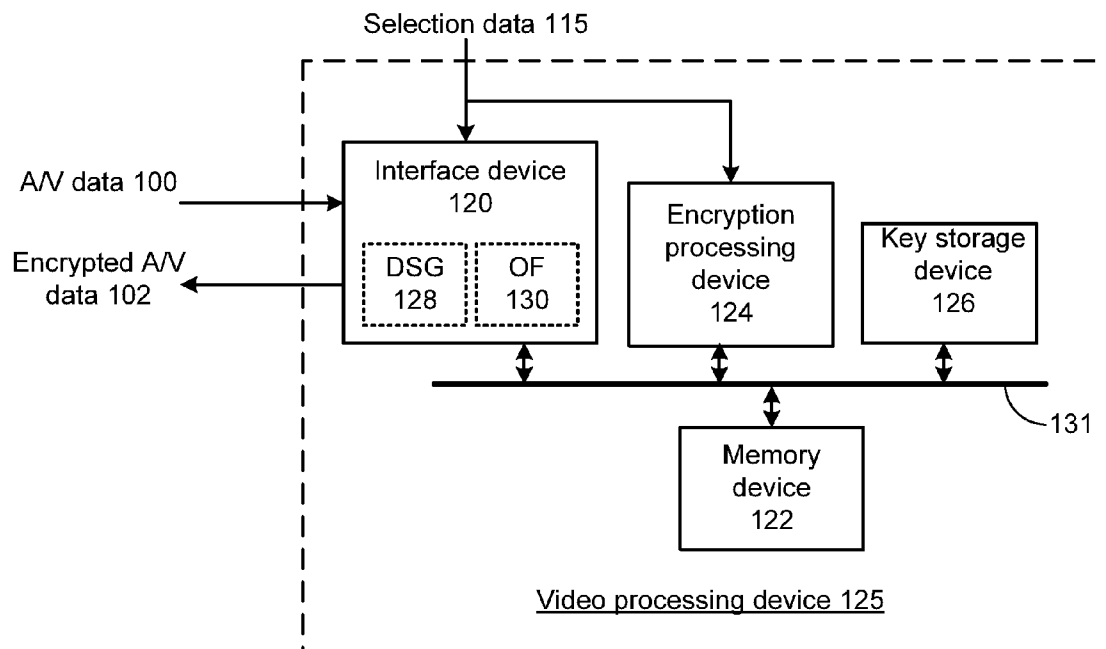 Selection data 115
A/V data 100
Encrypted A/V
data 102
Interface device
120
DSG
128
OF
130
Encryption
processing
device
124
Key storage
device
126
131
Memory
device
122
Video processing device 125